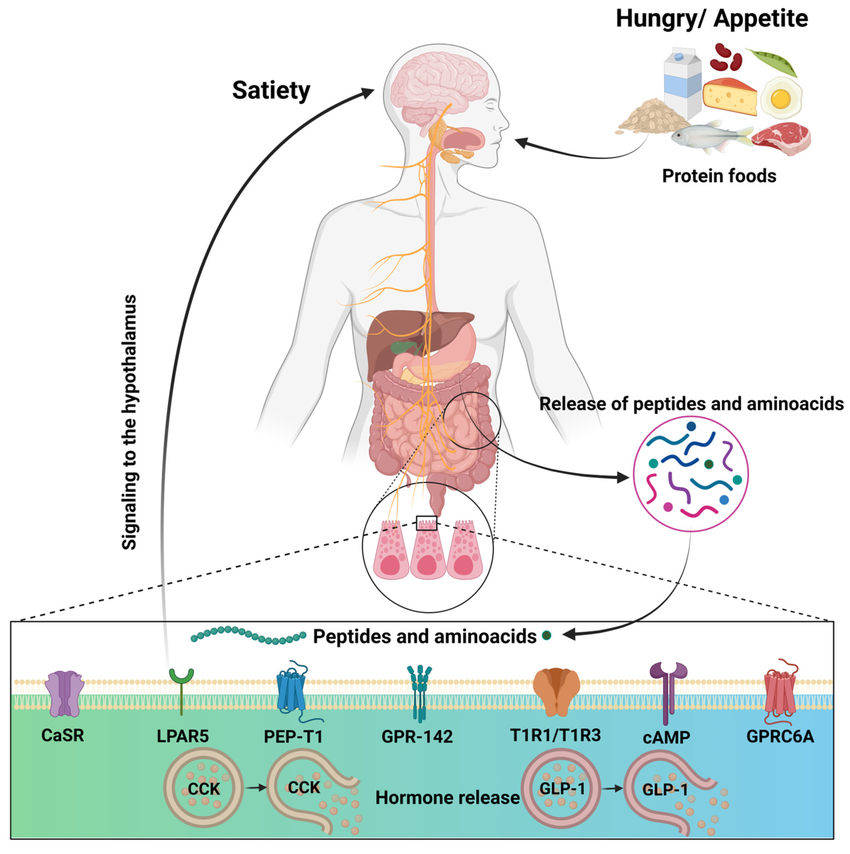 Hungry/ Appetite
Satiety
Protein foods
Signaling to the hypothalamus
Release of peptides and aminoacids
Peptides and aminoacids
CaSR
LPAR5
PEP-T1
GPR-142
T1R1/T1R3
cAMP
GPRC6A
CCK
CCK
Hormone release
GLP-1
GLP-1